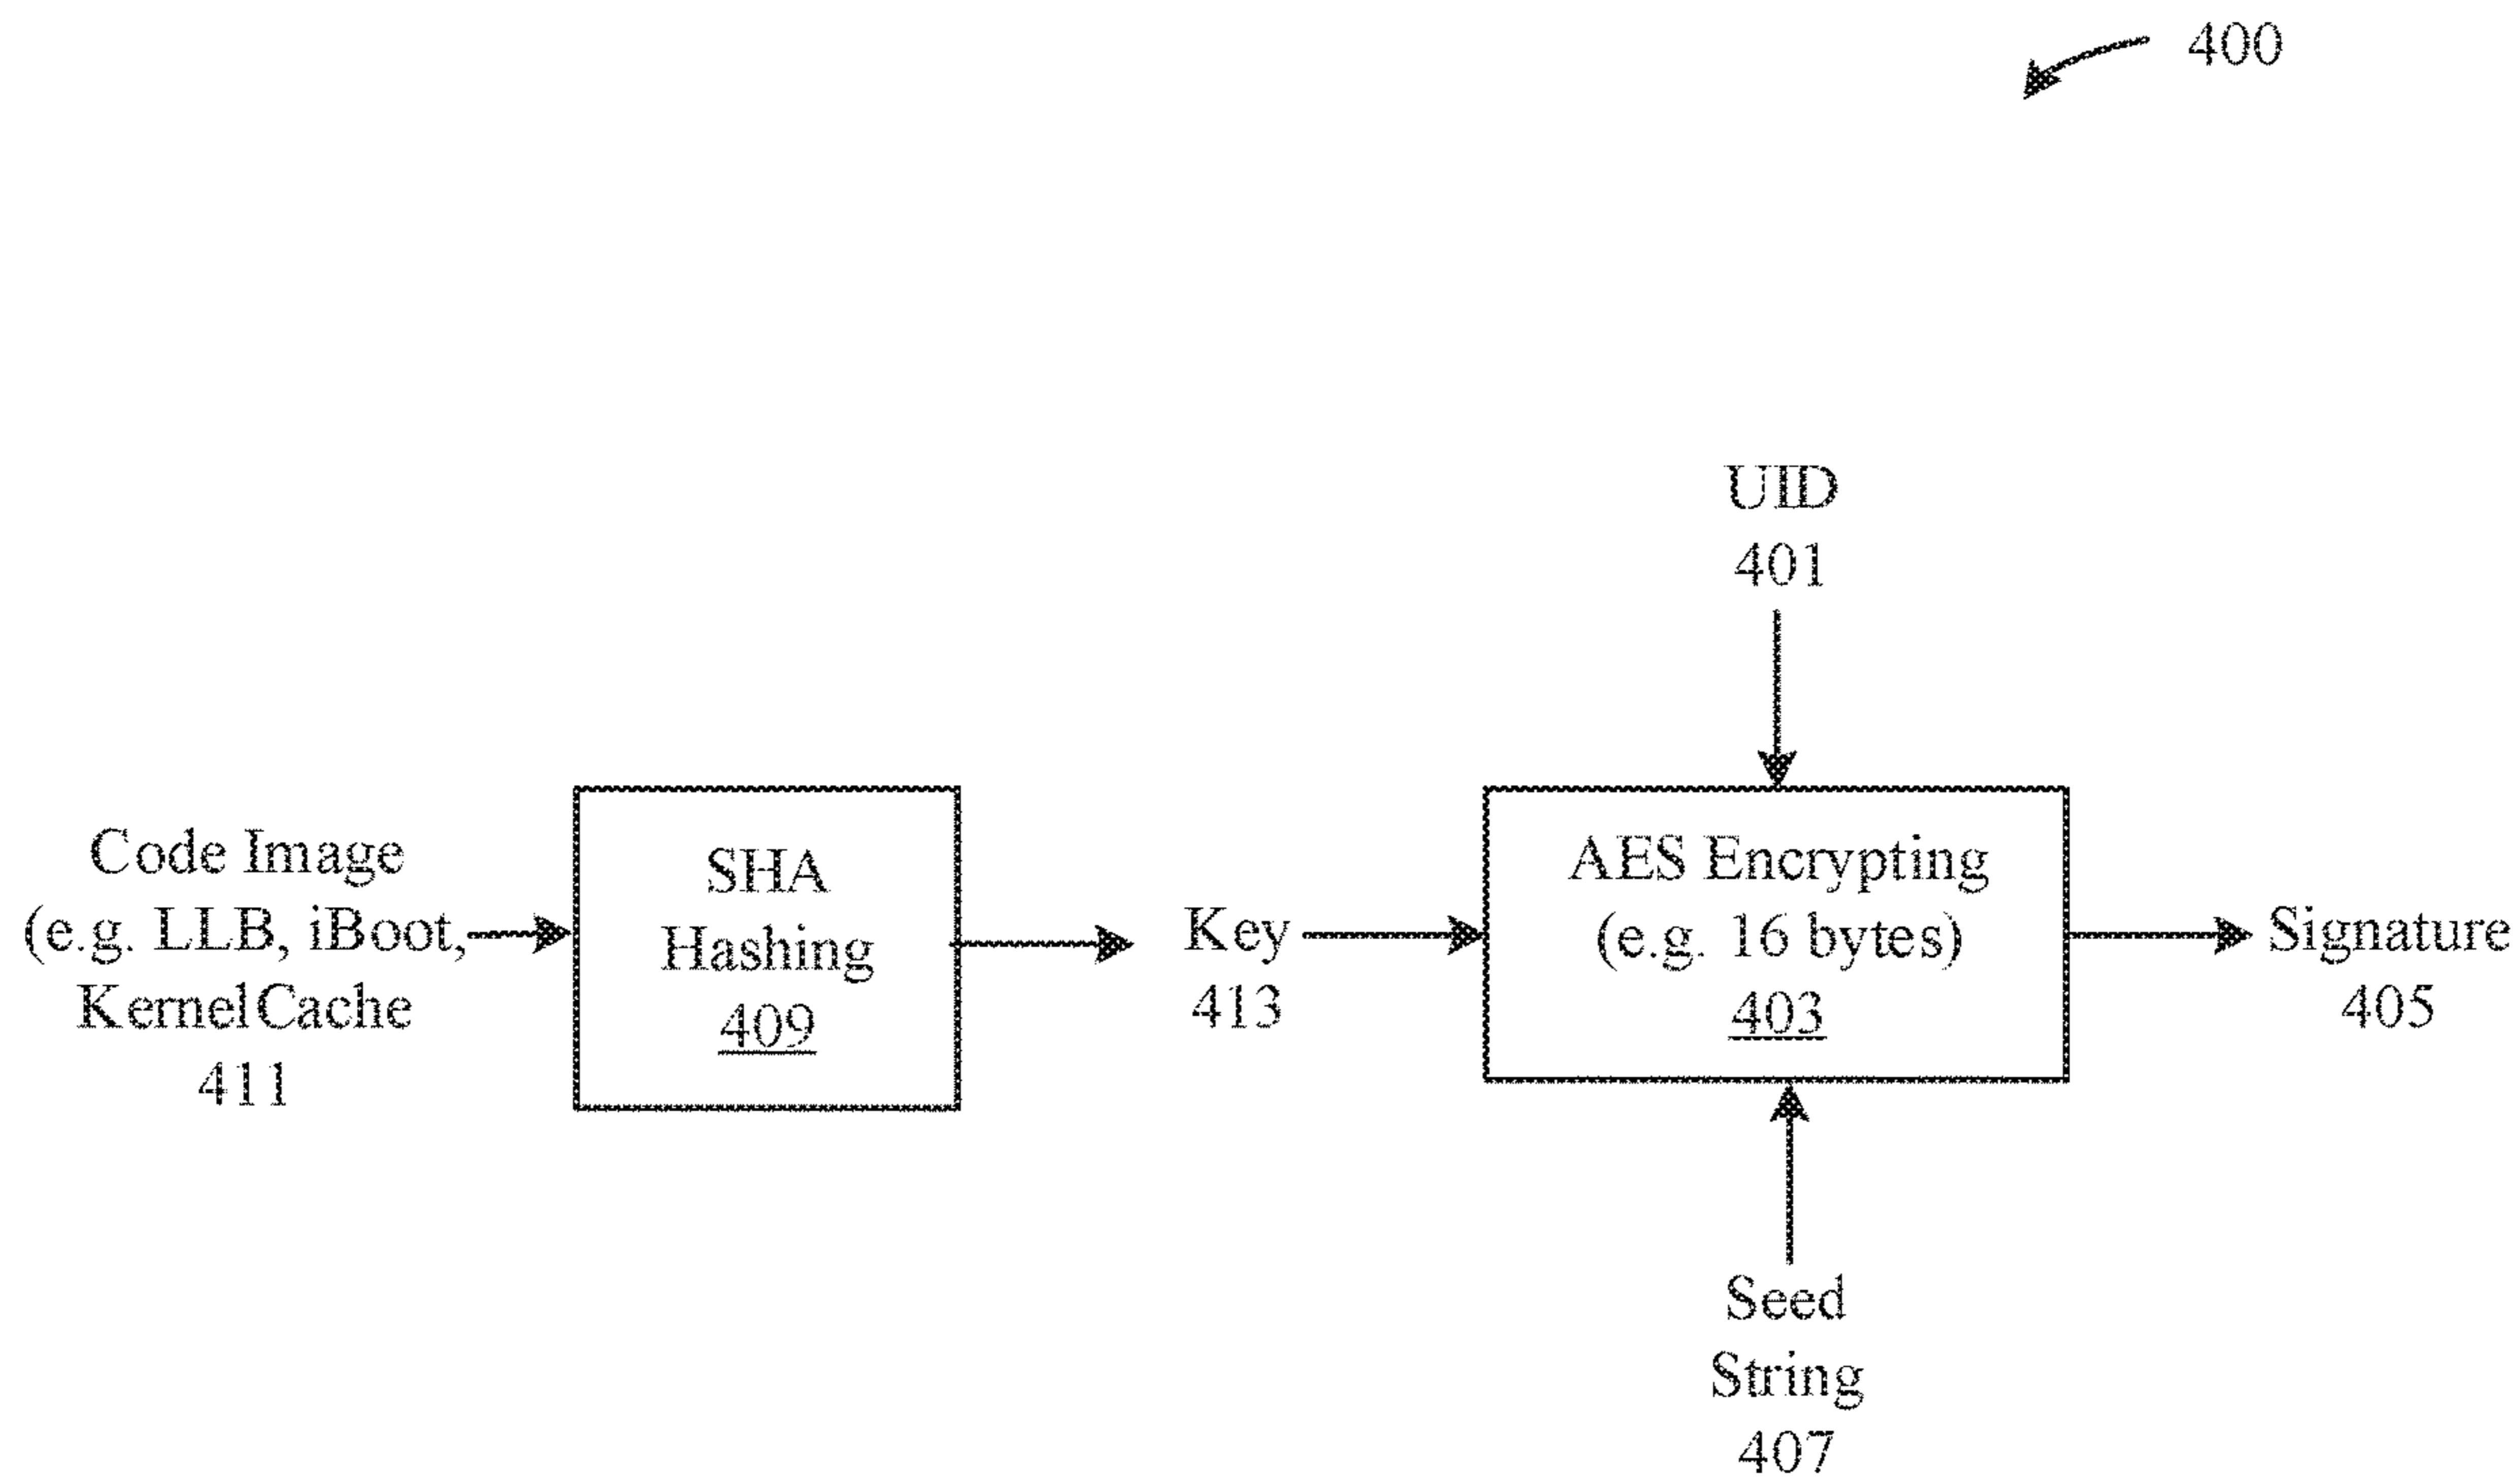 400
UID
401
Code Image
(e.g. LLB, iBoot,
KernelCache
411
SHA
Hashing
409
Key
413
AES Encrypting
(e.g. 16 bytes)
403
Signature
405
Seed
String
407